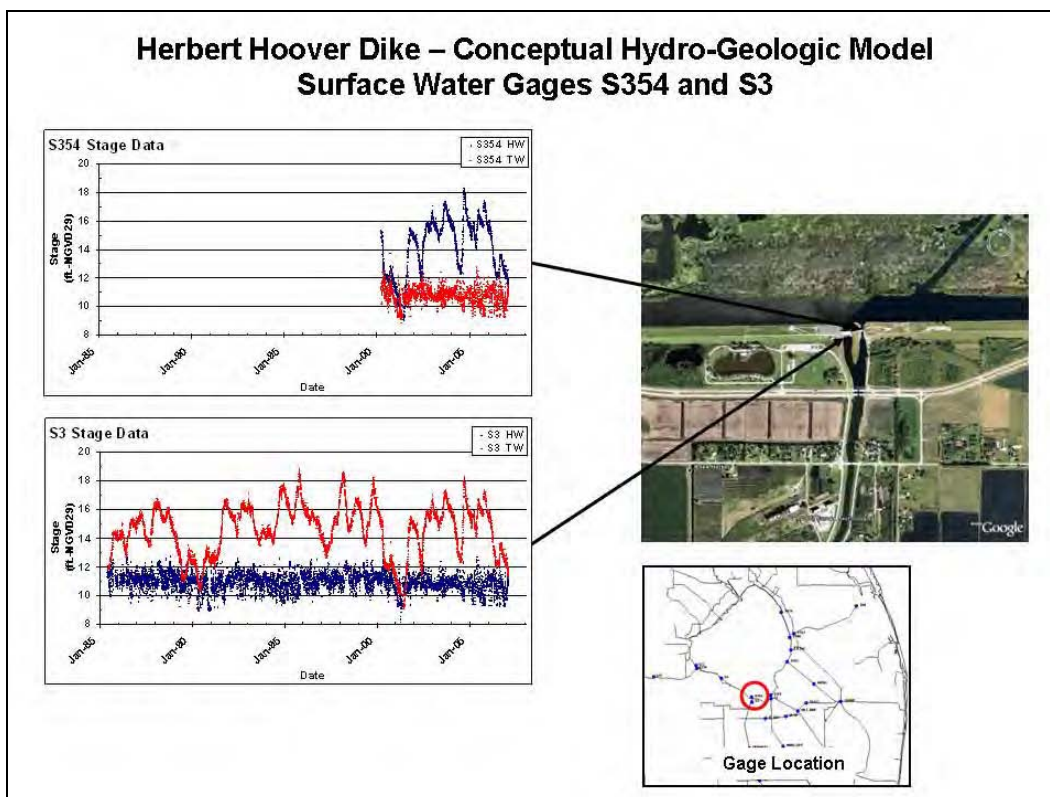 Herbert Hoover Dike – Conceptual Hydro-Geologic Model
Surface Water Gages S354 and S3
S354 Stage Data
- S354 HW
- S354 TW
Stage
(ft.-NGVD29)
20
18
16
14
12
10
8
Jan-85
Jan-90
Jan-95
Jan-00
Jan-05
Date
S3 Stage Data
- S3 HW
- S3 TW
Stage
(ft.-NGVD29)
20
18
16
14
12
10
8
Jan-85
Jan-90
Jan-95
Jan-00
Jan-05
Date
Google
Gage Location